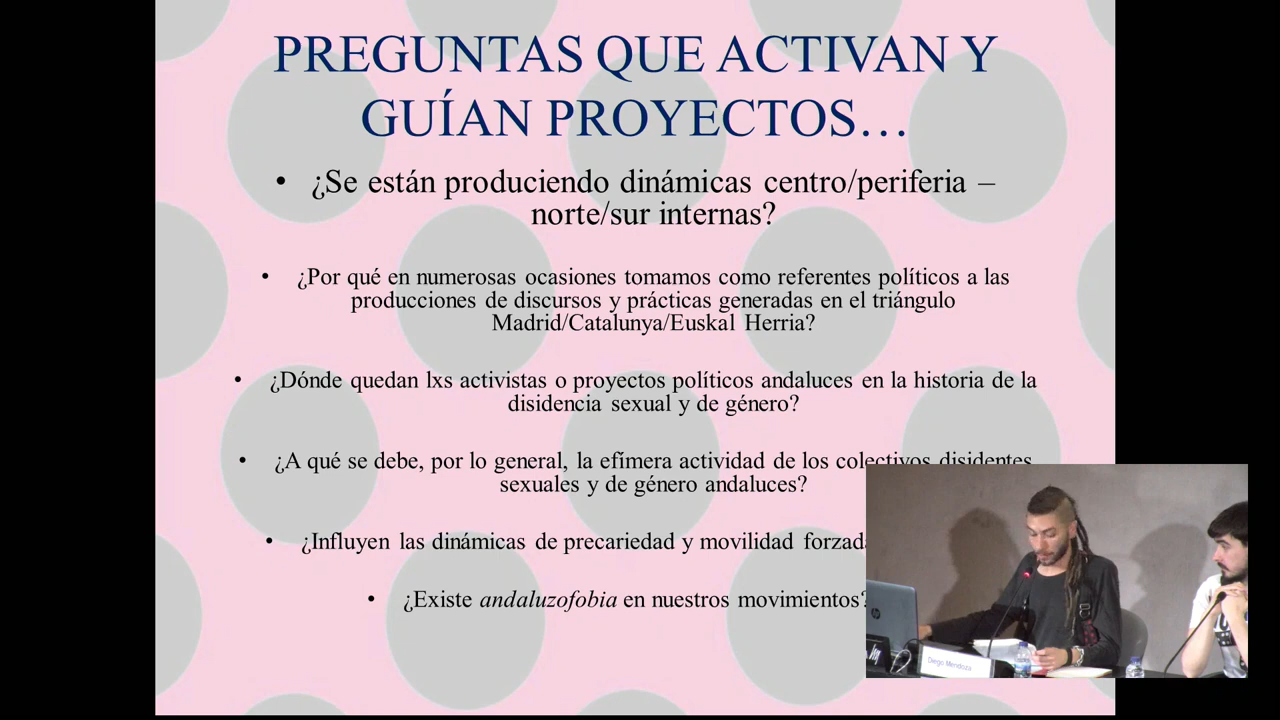 PREGUNTAS QUE ACTIVAN Y
GUÍAN PROYECTOS…
• ¿Se están produciendo dinámicas centro/periferia –
norte/sur internas?
• ¿Por qué en numerosas ocasiones tomamos como referentes políticos a las
producciones de discursos y prácticas generadas en el triángulo
Madrid/Catalunya/Euskal Herria?
• ¿Dónde quedan lxs activistas o proyectos políticos andaluces en la historia de la
disidencia sexual y de género?
• ¿A qué se debe, por lo general, la efímera actividad de los colectivos disidentes
sexuales y de género andaluces?
• ¿Influyen las dinámicas de precariedad y movilidad
• ¿Existe andaluzofobia en nuestros movimientos?
hp
Diego Mendoza